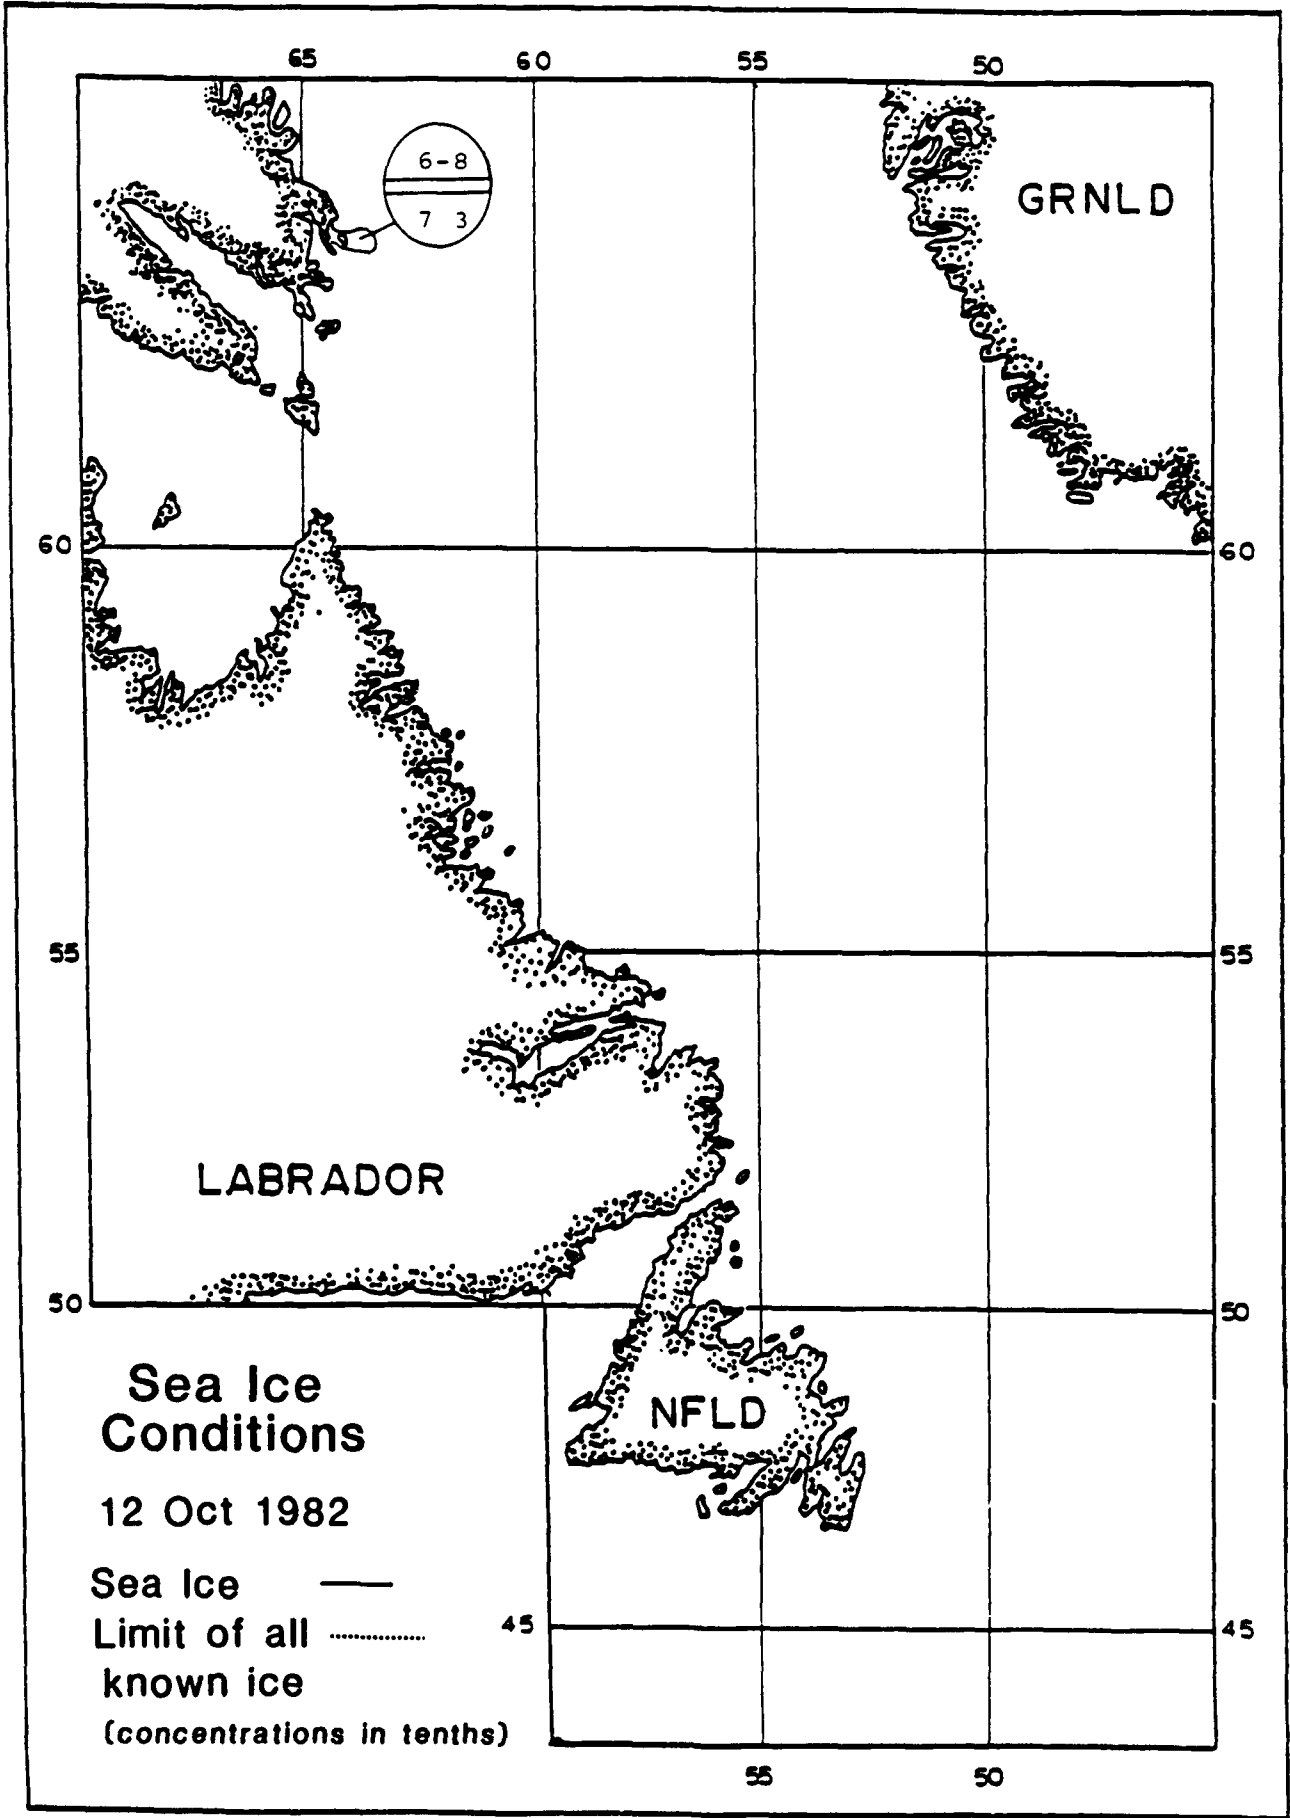 65 60 55 50
6-8
7 3
GRNLD
60 60
55 55
LABRADOR
50 50
Sea Ice
Conditions
NFLD
12 Oct 1982
Sea Ice
Limit of all
45 45
known ice
(concentrations in tenths)
55 50